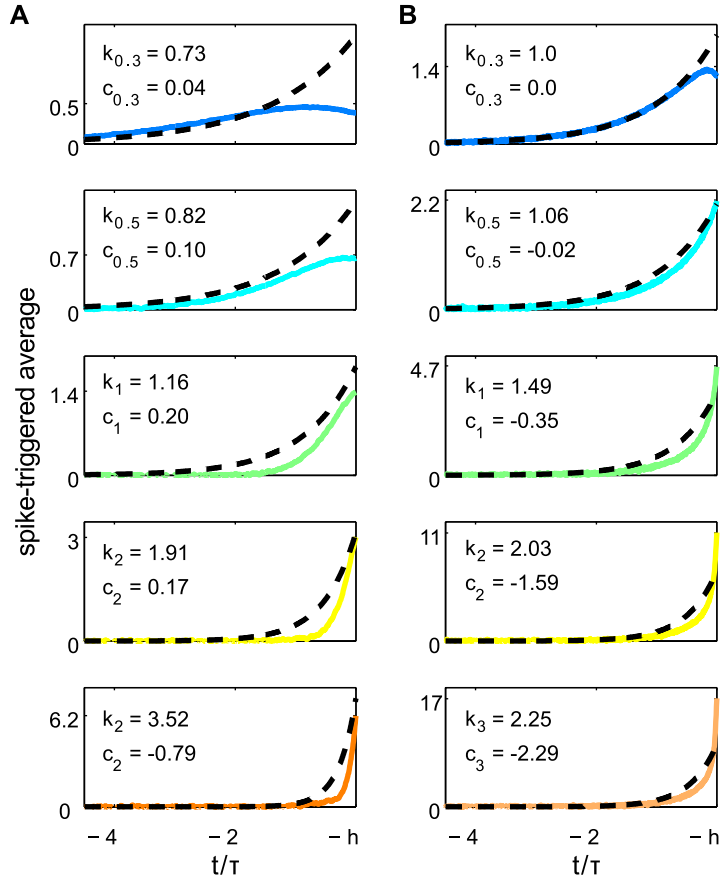 A
k0.3 = 0.73
c0.3 = 0.04
0.5
0
k0.5 = 0.82
c0.5 = 0.10
0.7
0
k1 = 1.16
c1 = 0.20
1.4
0
k2 = 1.91
c2 = 0.17
3
0
k2 = 3.52
c2 = -0.79
6.2
0
− 4
− 2
− h
t/τ
spike-triggered average
B
k0.3 = 1.0
c0.3 = 0.0
1.4
0
k0.5 = 1.06
c0.5 = -0.02
2.2
0
k1 = 1.49
c1 = -0.35
4.7
0
k2 = 2.03
c2 = -1.59
11
0
k3 = 2.25
c3 = -2.29
17
0
− 4
− 2
− h
t/τ